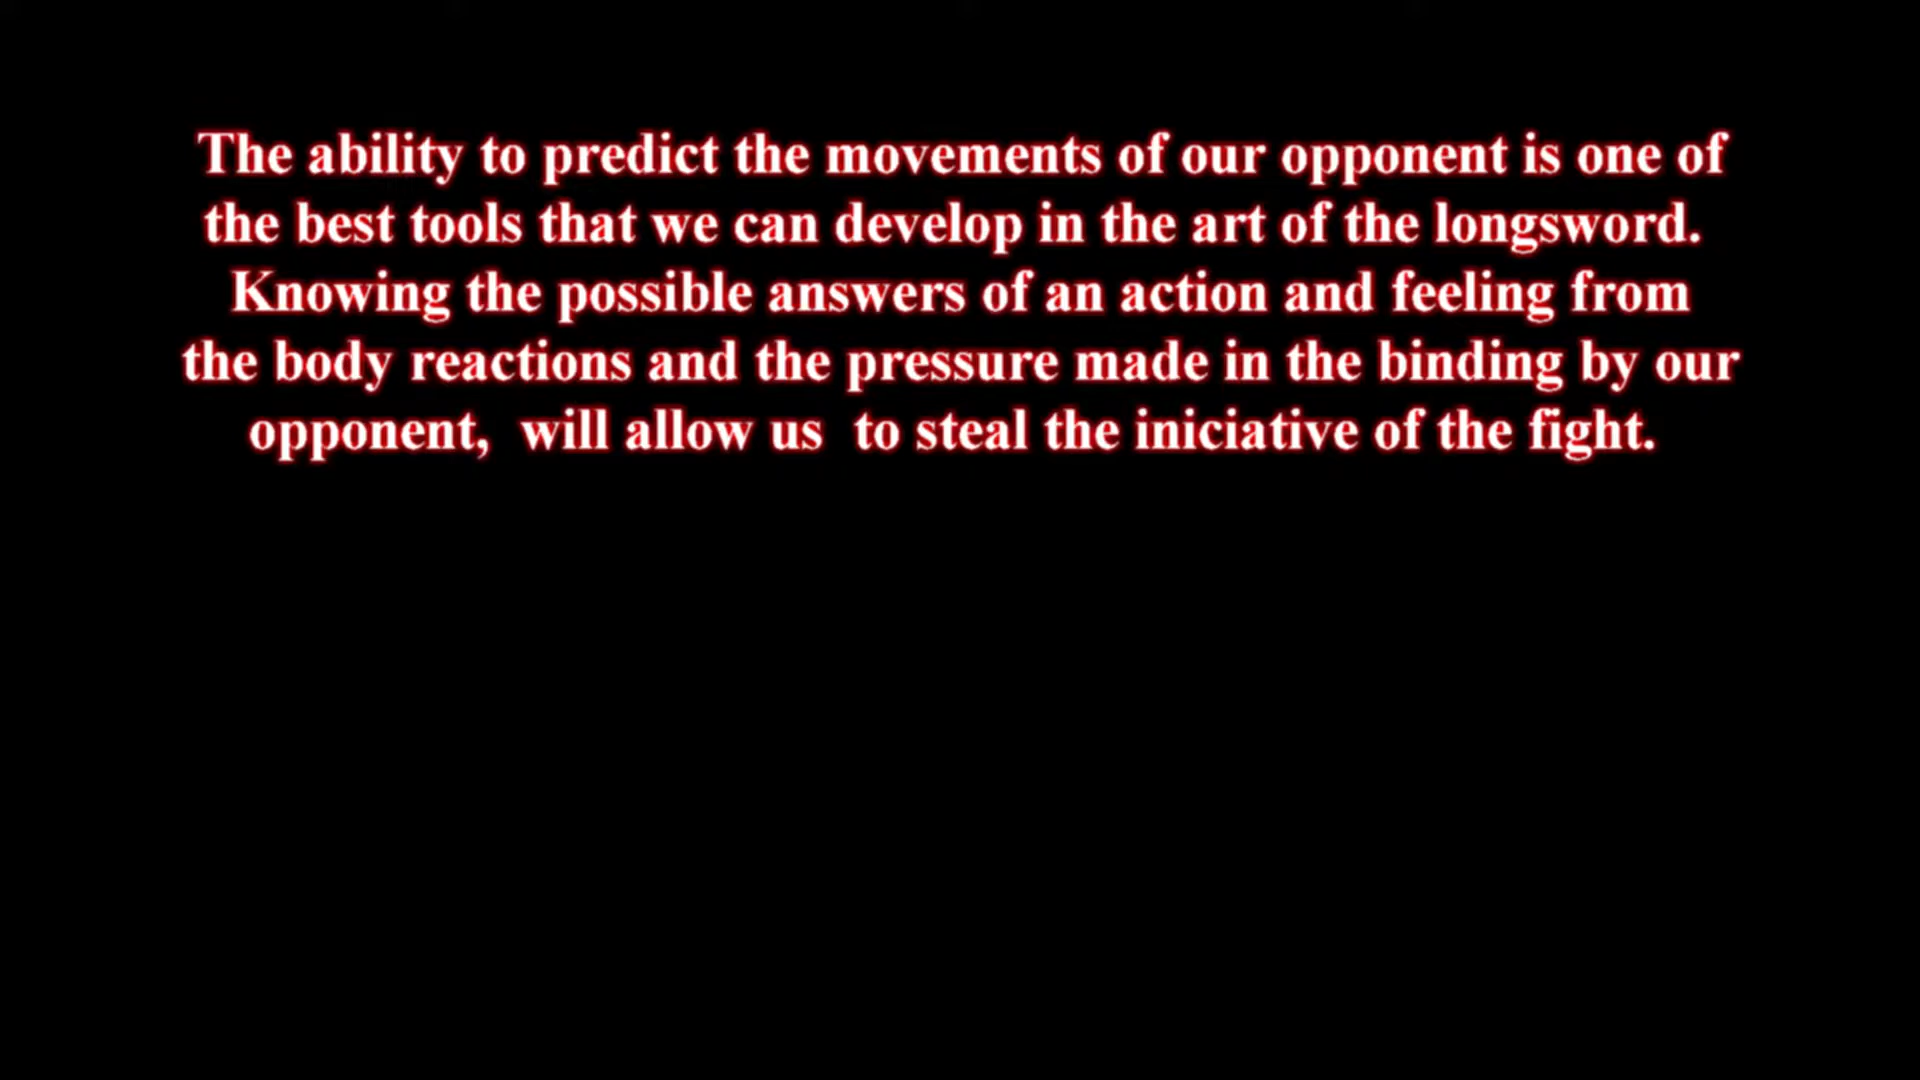 The ability to predict the movements of our opponent is one of
the best tools that we can develop in the art of the longsword.
Knowing the possible answers of an action and feeling from
the body reactions and the pressure made in the binding by our
opponent,  will allow us  to steal the iniciative of the fight.